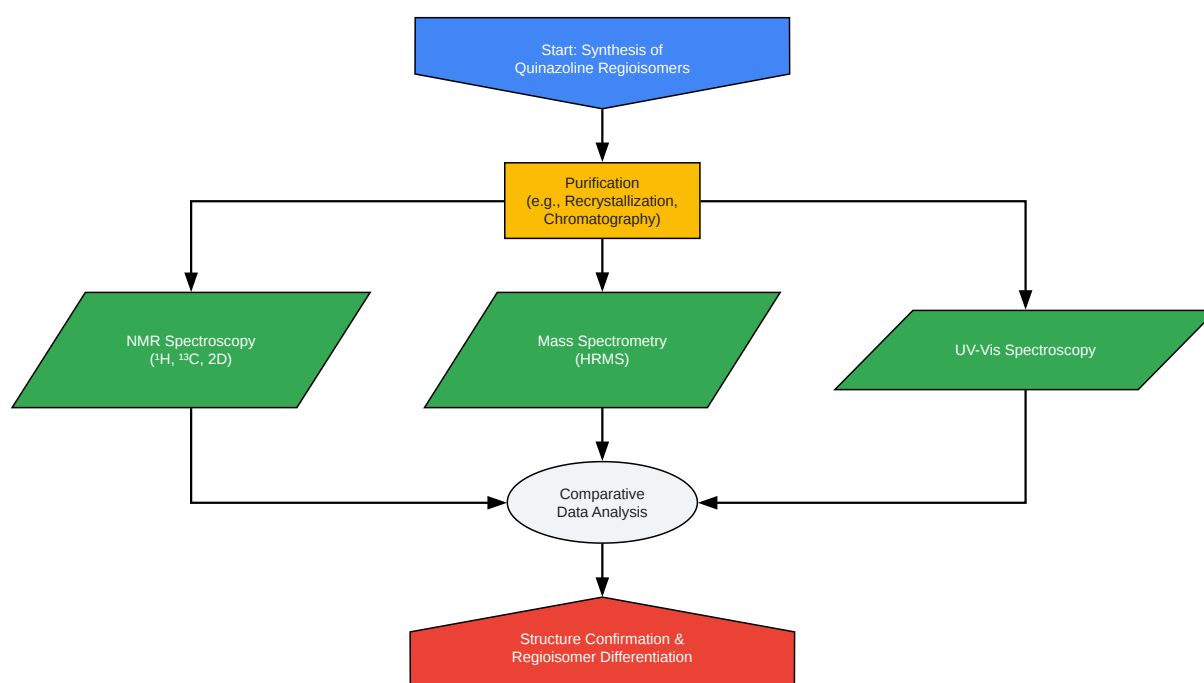 Start: Synthesis of
Quinazoline Regioisomers
Purification
(e.g., Recrystallization,
Chromatography)
NMR Spectroscopy
(¹H, ¹³C, 2D)
Mass Spectrometry
(HRMS)
UV-Vis Spectroscopy
Comparative
Data Analysis
Structure Confirmation &
Regioisomer Differentiation